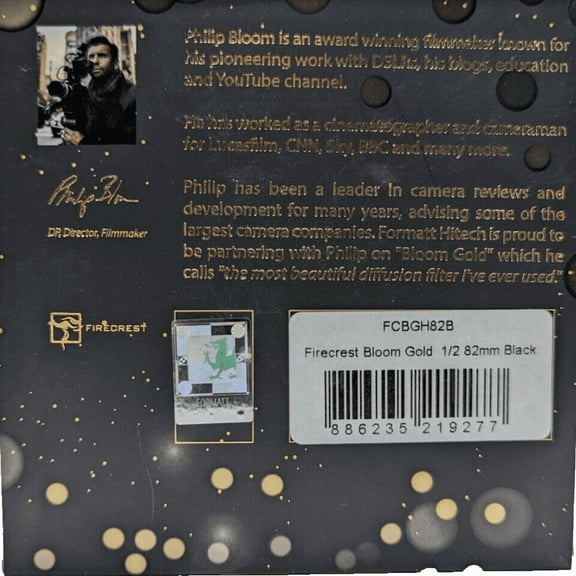 Philip Bloom is an award winning filmmaker known for
his pioneering work with DSLRs, his blogs, education
and YouTube channel.
He has worked as a cinematographer and cameraman
for Lucasfilm, CNN, Sky, BBC and many more.
Philip Bloom
DP, Director, Filmmaker
Philip has been a leader in camera reviews and
development for many years, advising some of the
largest camera companies. Formatt Hitech is proud to
be partnering with Philip on "Bloom Gold" which he
calls "the most beautiful diffusion filter I've ever used."
FIRECREST
FORMATT
FCBGH82B
Firecrest Bloom Gold 1/2 82mm Black
886235 219277